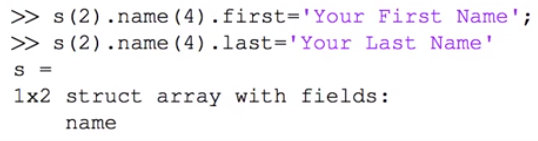 >> s(2).name(4).first='Your First Name';
>> s(2).name(4).last='Your Last Name'
s =
1x2 struct array with fields:
    name